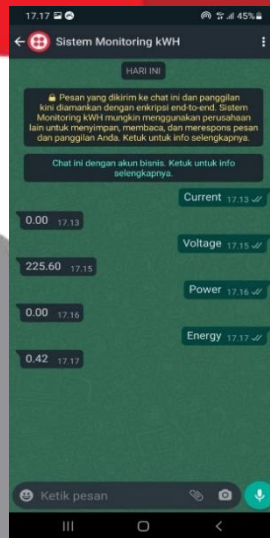 17.17 45%
Sistem Monitoring kWH
HARI INI
Pesan yang dikirim ke chat ini dan panggilan
kini diamankan dengan enkripsi end-to-end. Sistem
Monitoring kWH mungkin menggunakan perusahaan
lain untuk menyimpan, membaca, dan merespons pesan
dan panggilan Anda. Ketuk untuk info selengkapnya.
Chat ini dengan akun bisnis. Ketuk untuk info
selengkapnya.
Current 17.13
0.00 17.13
Voltage 17.15
225.60 17.15
Power 17.16
0.00 17.16
Energy 17.17
0.42 17.17
Ketik pesan